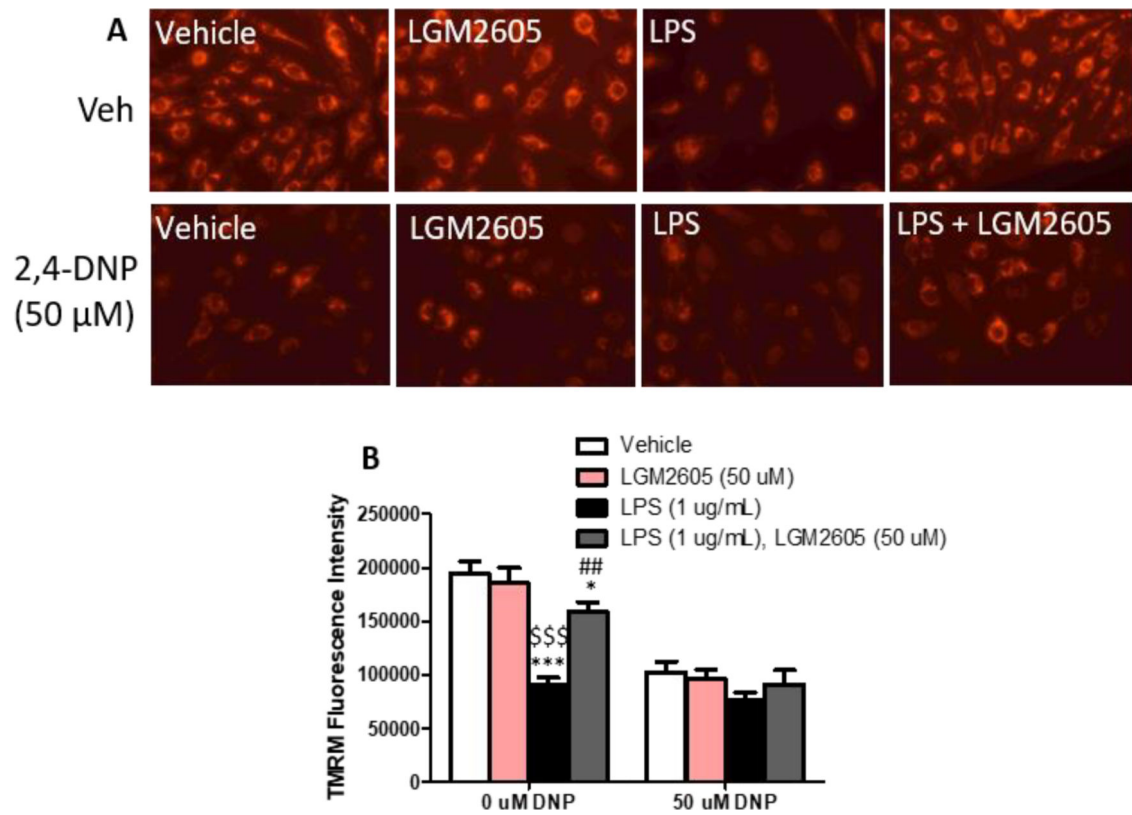 A
Vehicle LGM2605 LPS
Veh
Vehicle LGM2605 LPS LPS + LGM2605
2,4-DNP
(50 µM)
B
Vehicle
LGM2605 (50 uM)
LPS (1 ug/mL)
LPS (1 ug/mL), LGM2605 (50 uM)
TMRM Fluorescence Intensity
250000
200000
150000
100000
50000
0
##
*
$$$
***
0 uM DNP 50 uM DNP